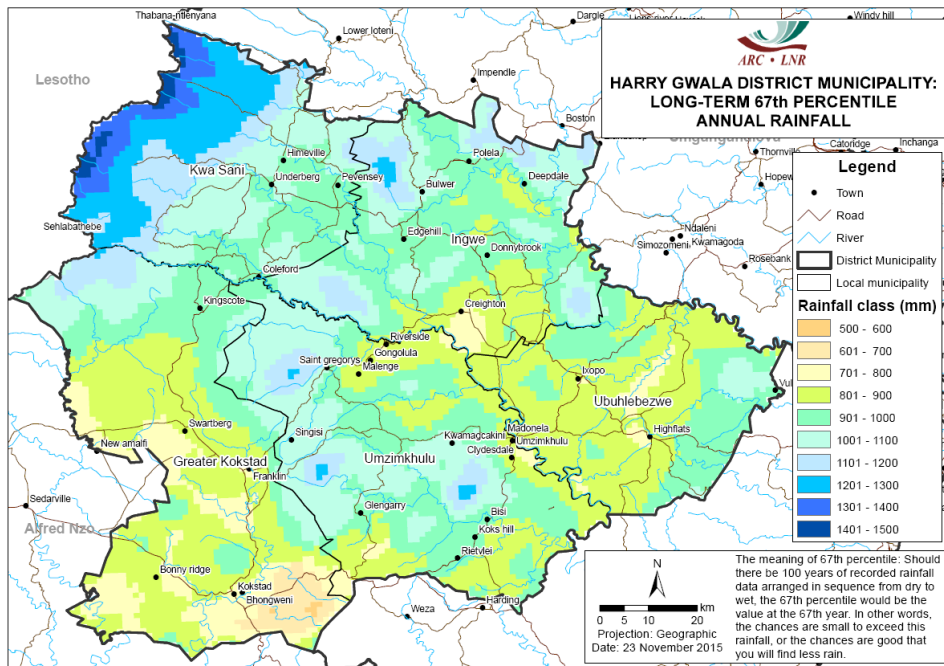 Thabana-ntlenyana
Dargle
Windy hill
Lower loteni
Lesotho
Impendle
ARC • LNR
HARRY GWALA DISTRICT MUNICIPALITY:
LONG-TERM 67th PERCENTILE
ANNUAL RAINFALL
Boston
Catoridge
Inchanga
Thornville
Himeville
Polela
Kwa Sani
Underberg
Pevensey
Bulwer
Deepdale
Sehlabathebe
Edgehill
Ingwe
Donnybrook
Ndaleni
Simozomeni
Kwamagoda
Rosebank
Coleford
Kingscote
Creighton
Riverside
Gongolula
Saint gregorys
Malenge
Ixopo
Ubuhlebezwe
Swartberg
Singisi
Kwamagcakini
Madonela
Umzimkhulu
Highflats
New amalfi
Umzimkhulu
Clydesdale
Greater Kokstad
Franklin
Sedarville
Alfred Nzo
Glengarry
Bisi
Koks hill
Rietvlei
Bonny ridge
Kokstad
Bhongweni
Weza
Harding
Legend
Town
Road
River
District Municipality
Local municipality
Rainfall class (mm)
500 - 600
601 - 700
701 - 800
801 - 900
901 - 1000
1001 - 1100
1101 - 1200
1201 - 1300
1301 - 1400
1401 - 1500
N
0 5 10 20
km
Projection: Geographic
Date: 23 November 2015
The meaning of 67th percentile: Should
there be 100 years of recorded rainfall
data arranged in sequence from dry to
wet, the 67th percentile would be the
value at the 67th year. In other words,
the chances are small to exceed this
rainfall, or the chances are good that
you will find less rain.